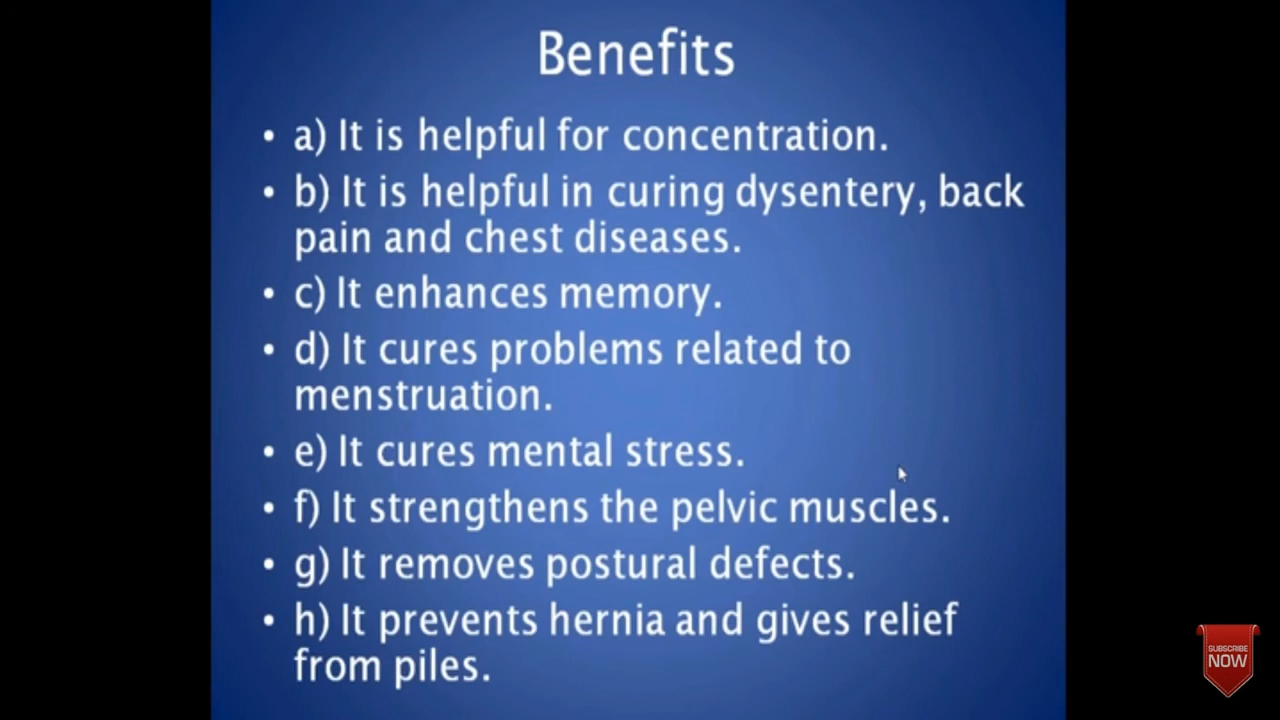 Benefits
• a) It is helpful for concentration.
• b) It is helpful in curing dysentery, back
pain and chest diseases.
• c) It enhances memory.
• d) It cures problems related to
menstruation.
• e) It cures mental stress.
• f) It strengthens the pelvic muscles.
• g) It removes postural defects.
• h) It prevents hernia and gives relief
from piles.
SUBSCRIBE
NOW